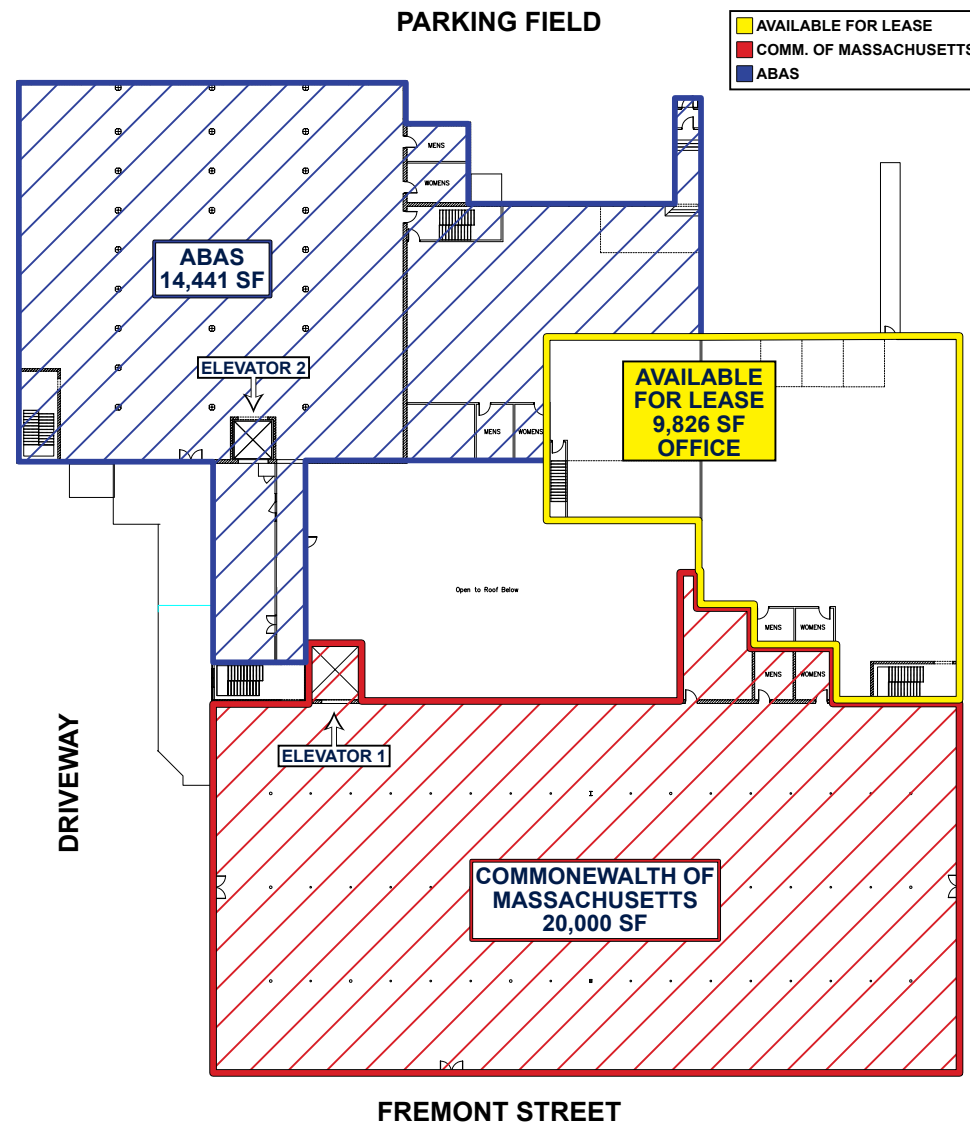 PARKING FIELD
AVAILABLE FOR LEASE
COMM. OF MASSACHUSETTS
ABAS
MENS
WOMENS
ABAS
14,441 SF
ELEVATOR 2
AVAILABLE
FOR LEASE
9,826 SF
OFFICE
MENS
WOMENS
Open to Roof Below
MENS
WOMENS
MENS
WOMENS
ELEVATOR 1
DRIVEWAY
COMMONEWALTH OF
MASSACHUSETTS
20,000 SF
FREMONT STREET